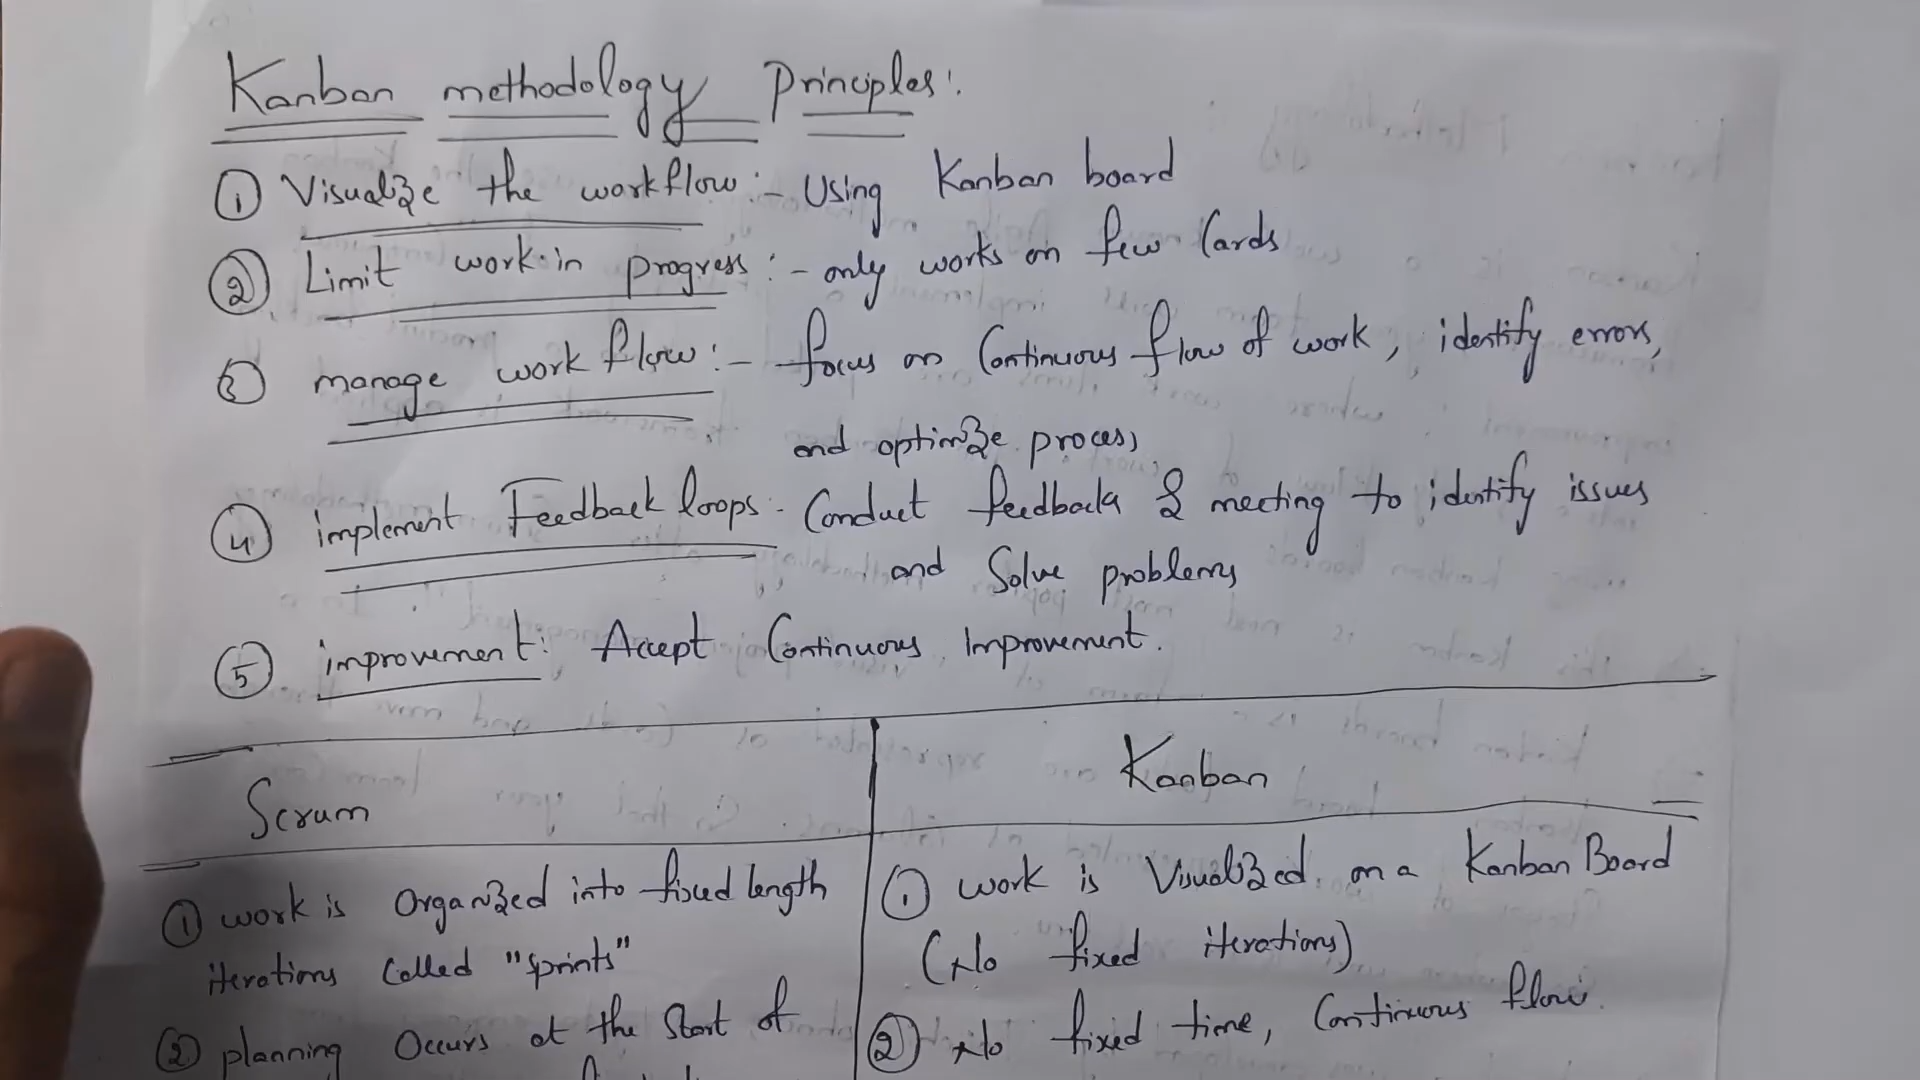 Kanban methodology Principles:
① Visualize the workflow :- Using Kanban board
② Limit work in progress :- only works on few Cards
③ manage work flow :- focus on Continuous flow of work, identify errors,
and optimize process
④ implement Feedback loops - Conduct feedback & meeting to identify issues
and Solve problems
⑤ improvement: Accept Continuous Improvement.
Scrum
Kanban
① work is Organized into fixed length
iterations Called "sprints"
② planning Occurs at the Start of
① work is Visualized on a Kanban Board
(No fixed iterations)
② No fixed time, Continuous flow.